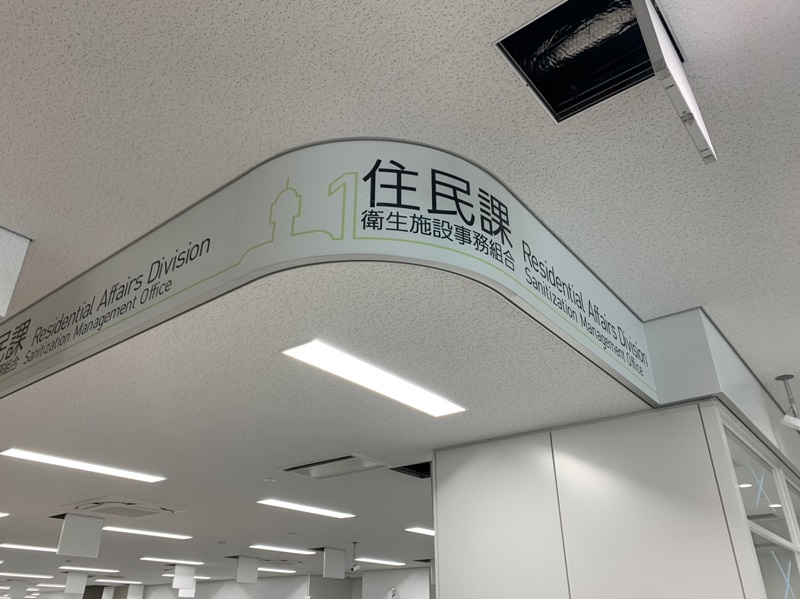 民課 Residential Affairs Division
Sanitization Management Office
1 住民課 Residential Affairs Division
衛生施設事務組合 Sanitization Management Office